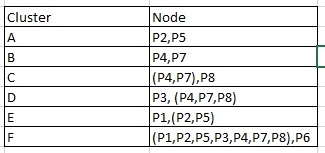 Cluster Node
A P2,P5
B P4,P7
C (P4,P7),P8
D P3, (P4,P7,P8)
E P1,(P2,P5)
F (P1,P2,P5,P3,P4,P7,P8),P6